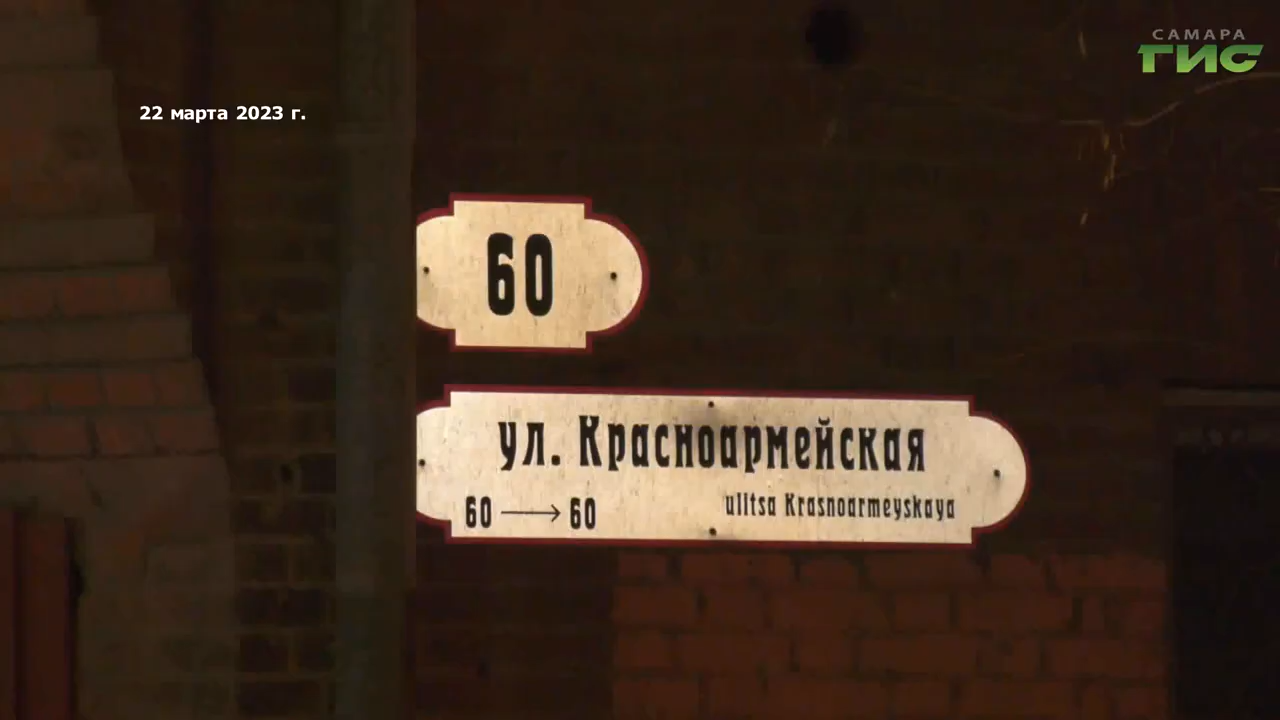 САМАРА
ГИС
22 марта 2023 г.
60
ул. Красноармейская
60 → 60
ulitsa Krasnoarmeyskaya